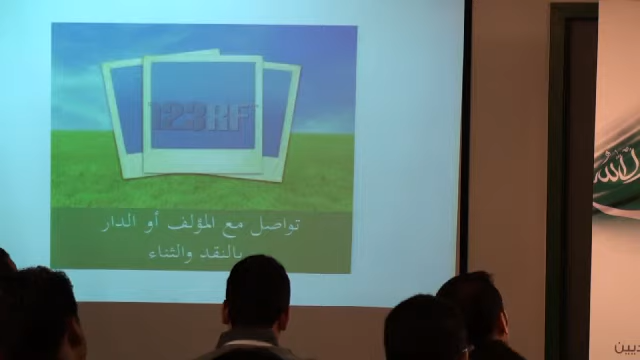 123RF
تواصل مع المؤلف أو الدار
بالنقد والثناء